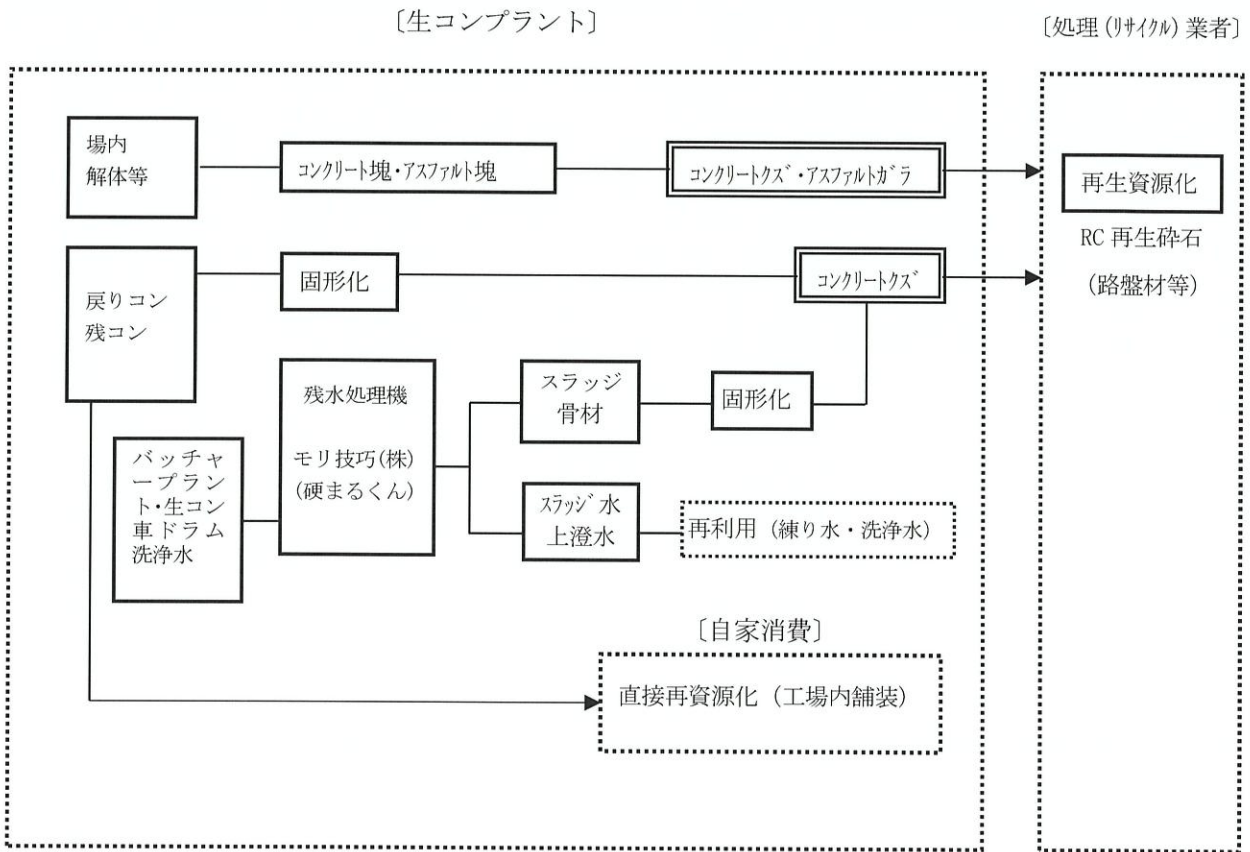 〔生コンプラント〕
〔処理(ﾘｻｲｸﾙ)業者〕
場内
解体等
コンクリート塊・アスファルト塊
コンクリートクズ・アスファルトガラ
再生資源化
RC 再生砕石
(路盤材等)
戻りコン
残コン
固形化
コンクリートクズ
残水処理機
モリ技巧(株)
(硬まるくん)
スラッジ
骨材
固形化
バッチャ
ープラン
ト・生コン
車ドラム
洗浄水
スラッジ水
上澄水
再利用（練り水・洗浄水）
〔自家消費〕
直接再資源化（工場内舗装）